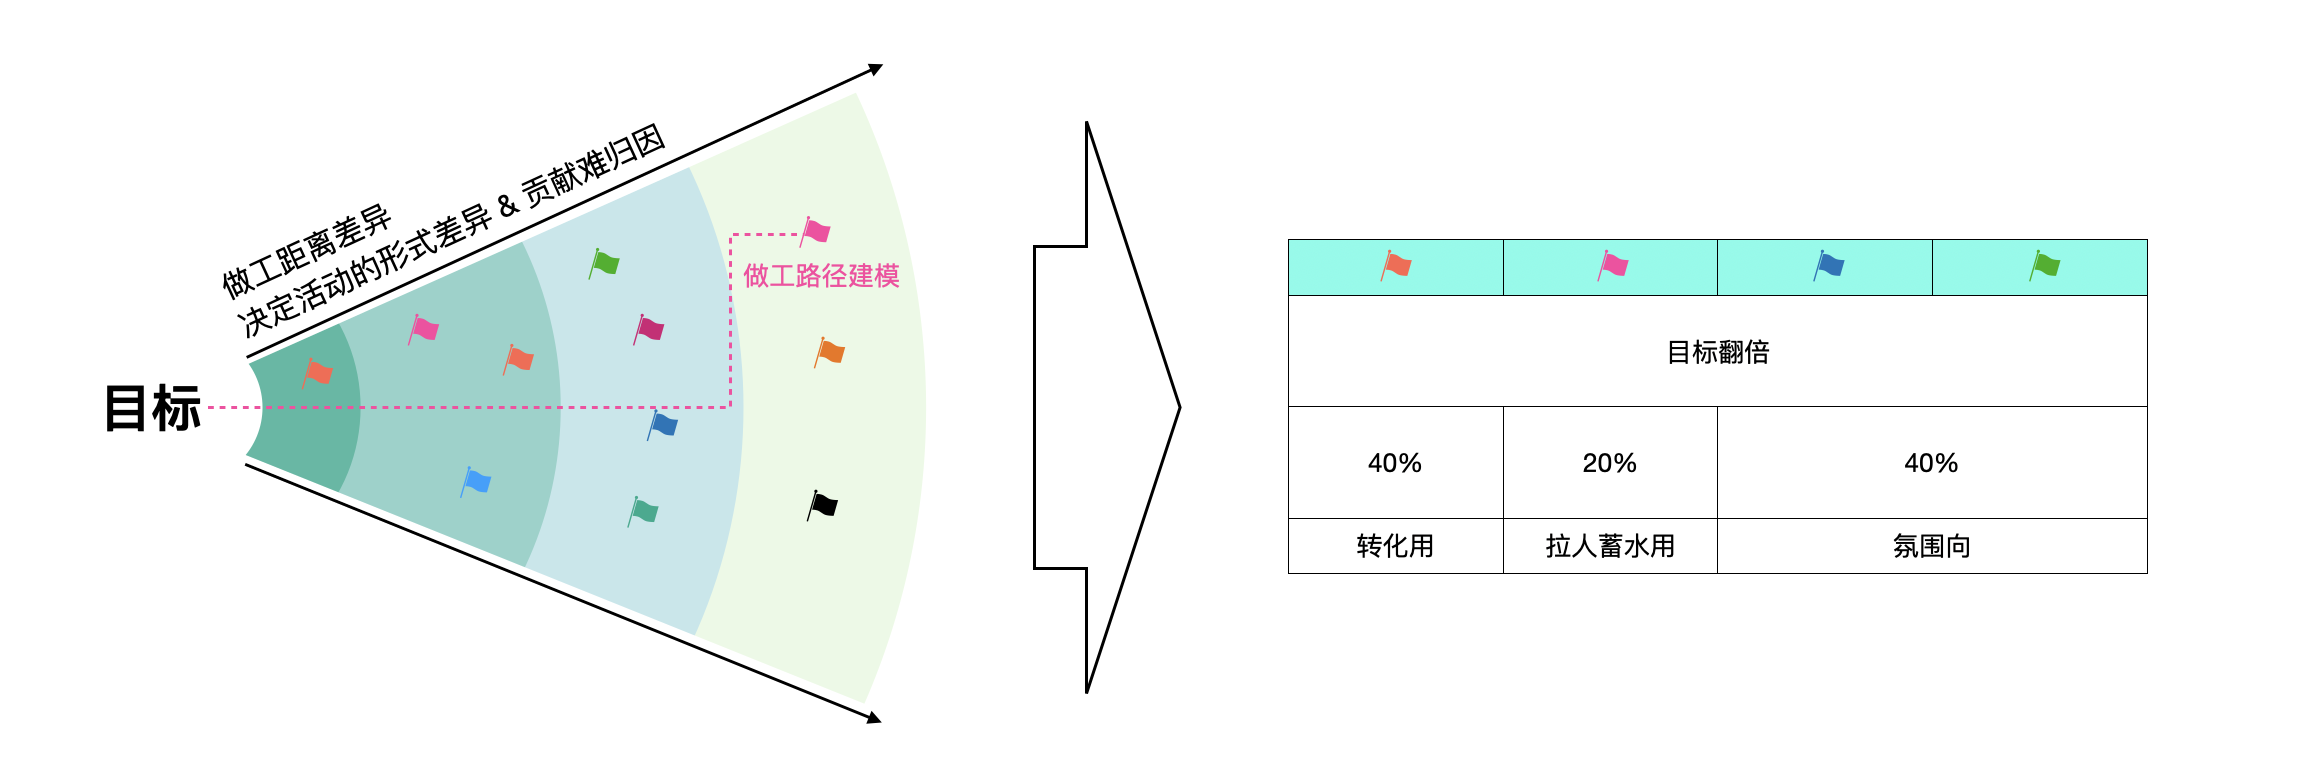 做工距离差异
决定活动的形式差异 & 贡献难归因
目标
做工路径建模
目标翻倍
40%
20%
40%
转化用
拉人蓄水用
氛围向